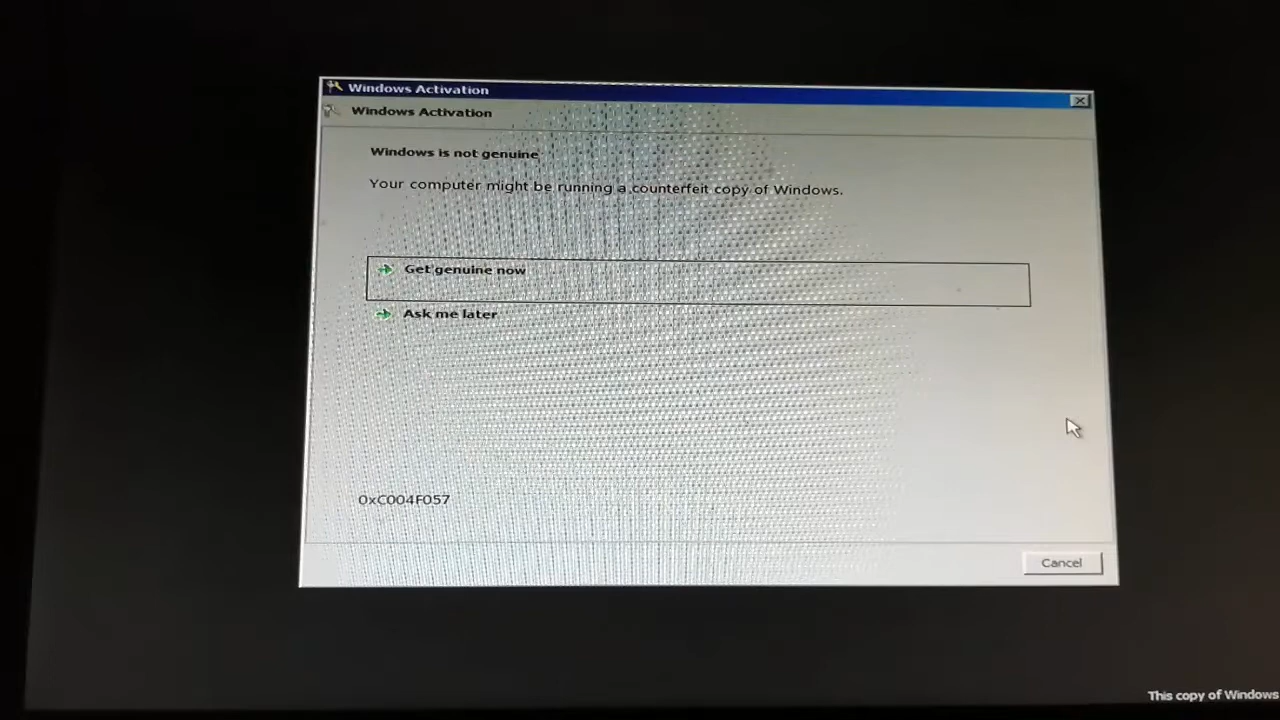 Windows Activation
Windows Activation
Windows is not genuine
Your computer might be running a counterfeit copy of Windows.
Get genuine now
Ask me later
0xC004F057
Cancel
This copy of Windows